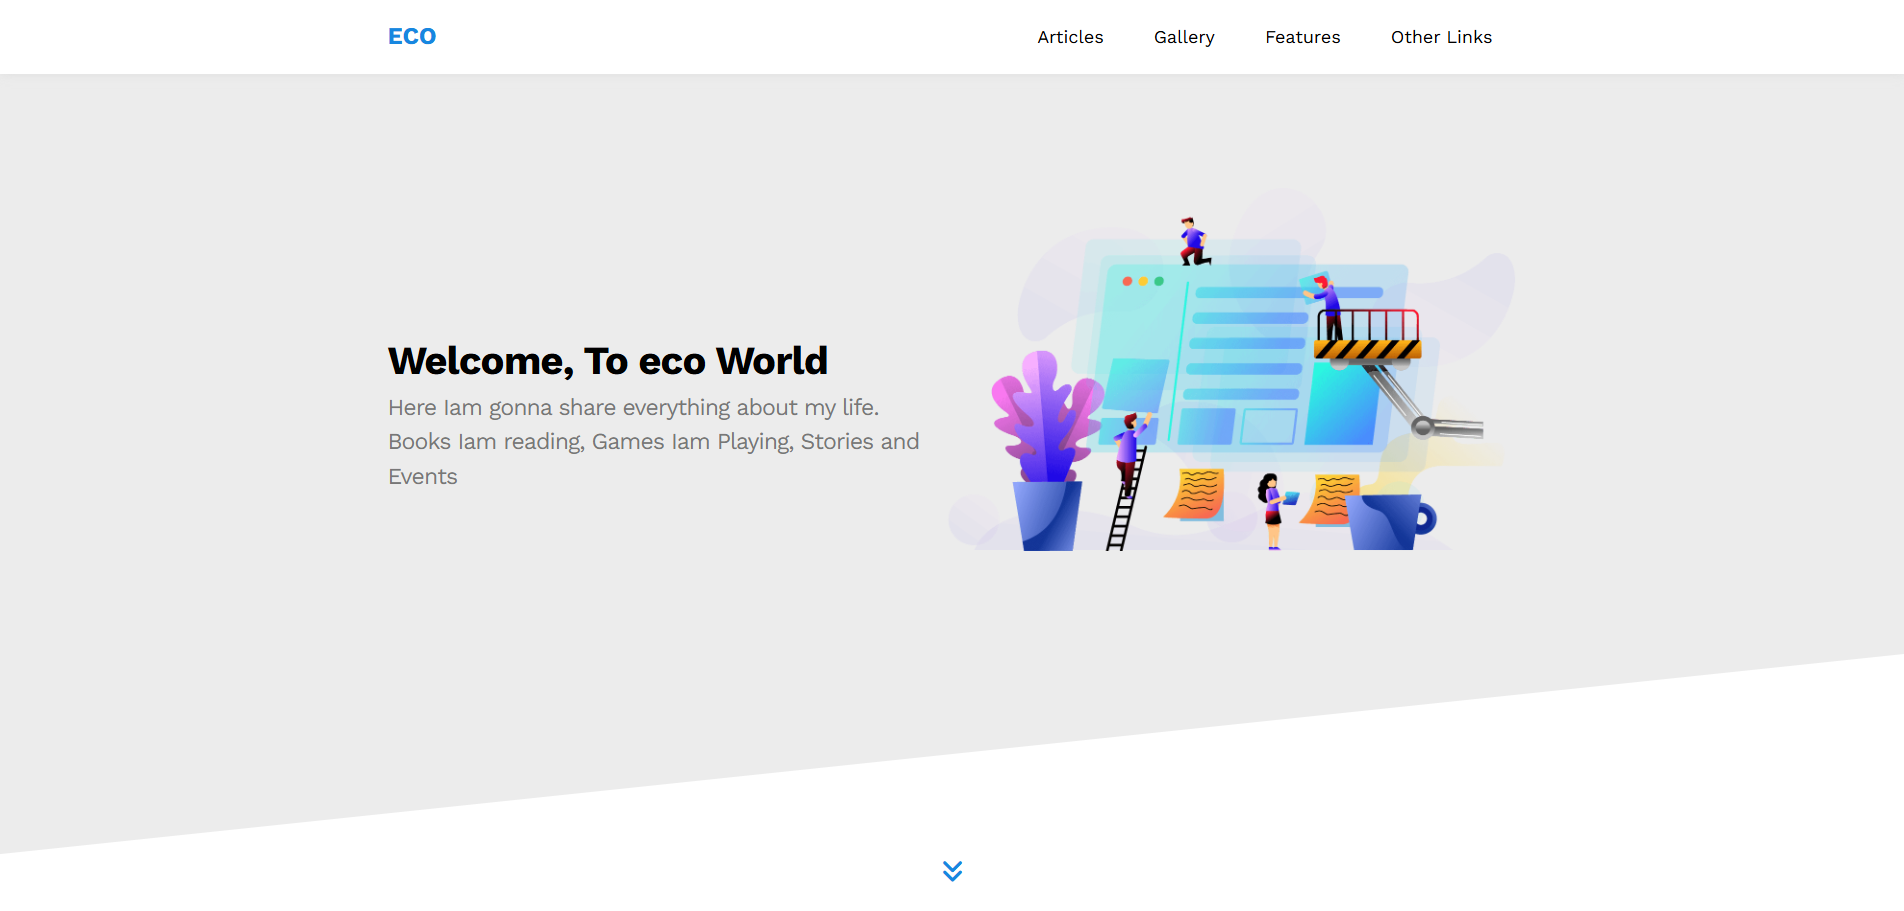 ECO
Articles Gallery Features Other Links
Welcome, To eco World
Here Iam gonna share everything about my life.
Books Iam reading, Games Iam Playing, Stories and
Events